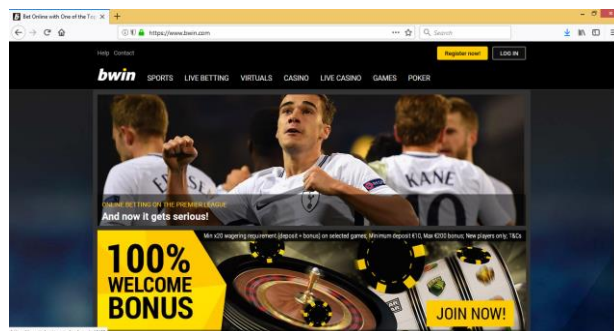 Bet Online with One of the Top
https://www.bwin.com
Search
Help Contact
Register now!
LOG IN
bwin SPORTS LIVE BETTING VIRTUALS CASINO LIVE CASINO GAMES POKER
KANE
ONLINE BETTING ON THE PREMIER LEAGUE
And now it gets serious!
Min x20 wagering requirement (deposit + bonus) on selected games; Minimum deposit €10, Max €200 bonus; New players only; T&Cs
100%
WELCOME
BONUS
BAR
JOIN NOW!